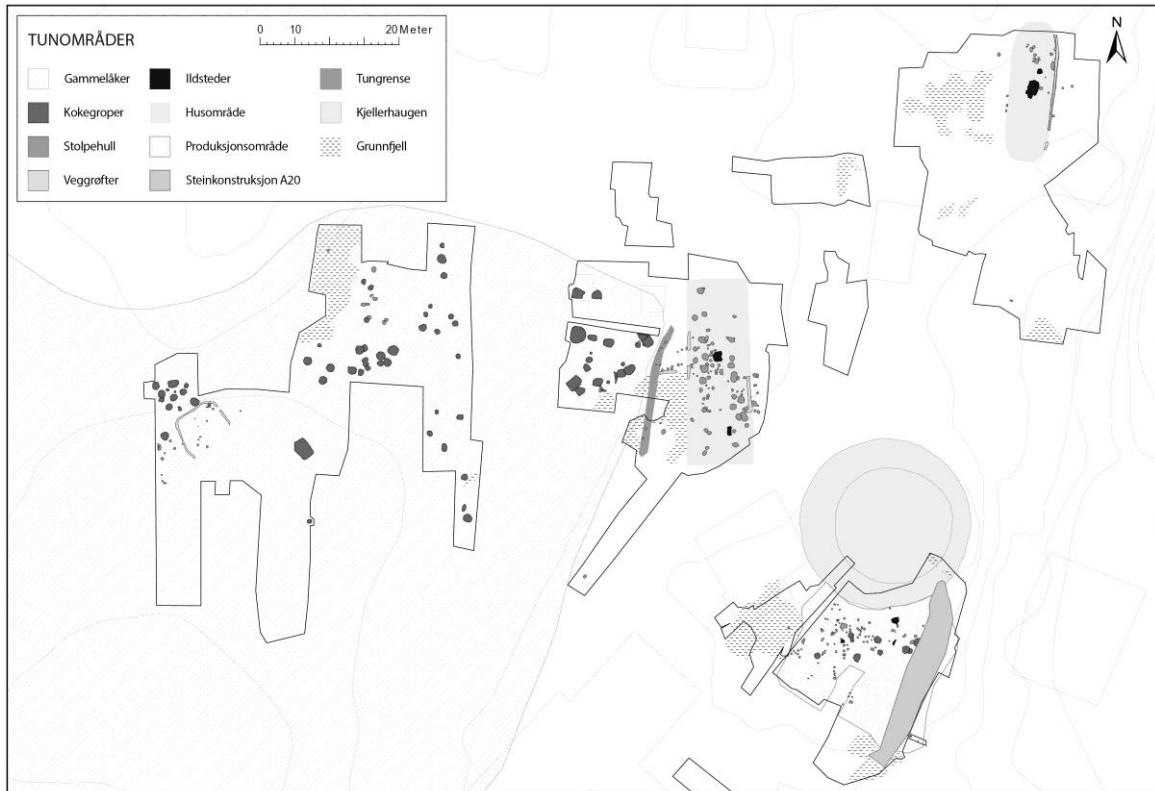 TUNOMRÅDER
0 10 20 Meter
Gammelåker Ildsteder Tungrense
Kokegroper Husområde Kjellerhaugen
Stolpehull Produksjonsområde Grunnfjell
Veggrøfter Steinkonstruksjon A20
N